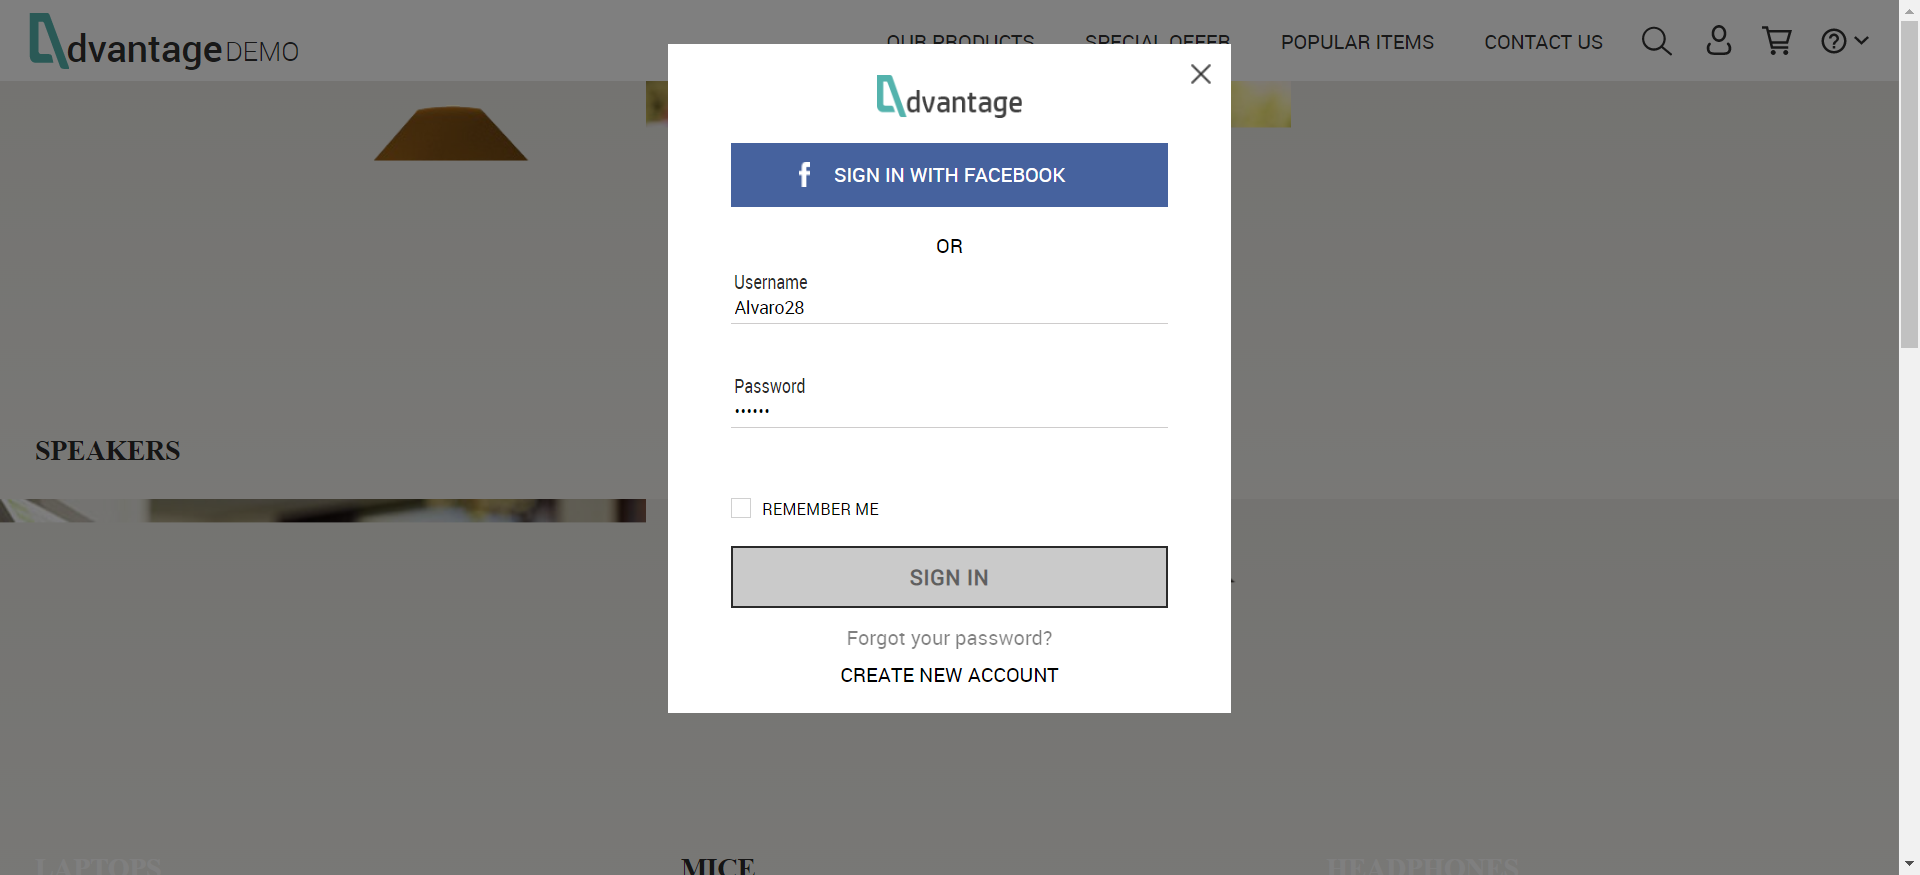 dvantage DEMO
OUR PRODUCTS SPECIAL OFFER POPULAR ITEMS CONTACT US
dvantage
SIGN IN WITH FACEBOOK
OR
Username
Alvaro28
Password
••••••
SPEAKERS
REMEMBER ME
SIGN IN
Forgot your password?
CREATE NEW ACCOUNT
LAPTOPS MICE HEADPHONES